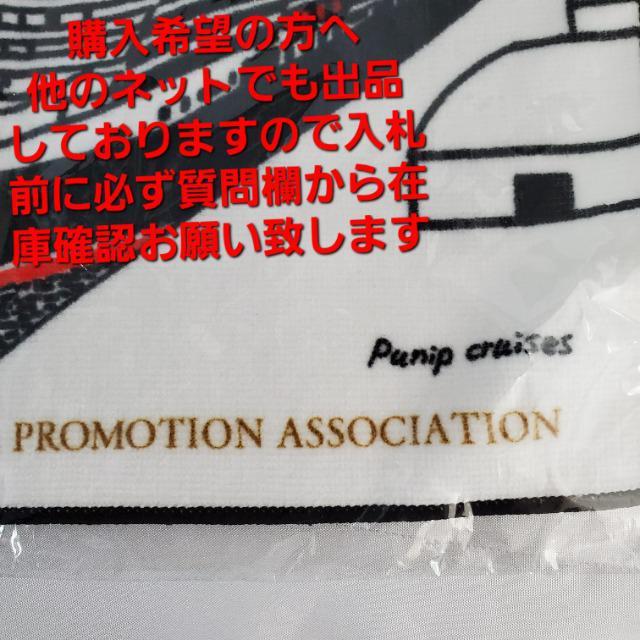 購入希望の方へ
他のネットでも出品
しておりますので入札
前に必ず質問欄から在
庫確認お願い致します
Punip cruises
PROMOTION ASSOCIATION